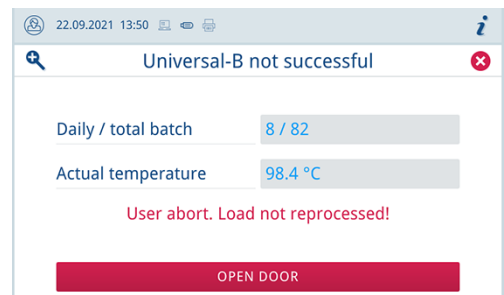 22.09.2021 13:50
i
Universal-B not successful
Daily / total batch 8 / 82
Actual temperature 98.4 °C
User abort. Load not reprocessed!
OPEN DOOR